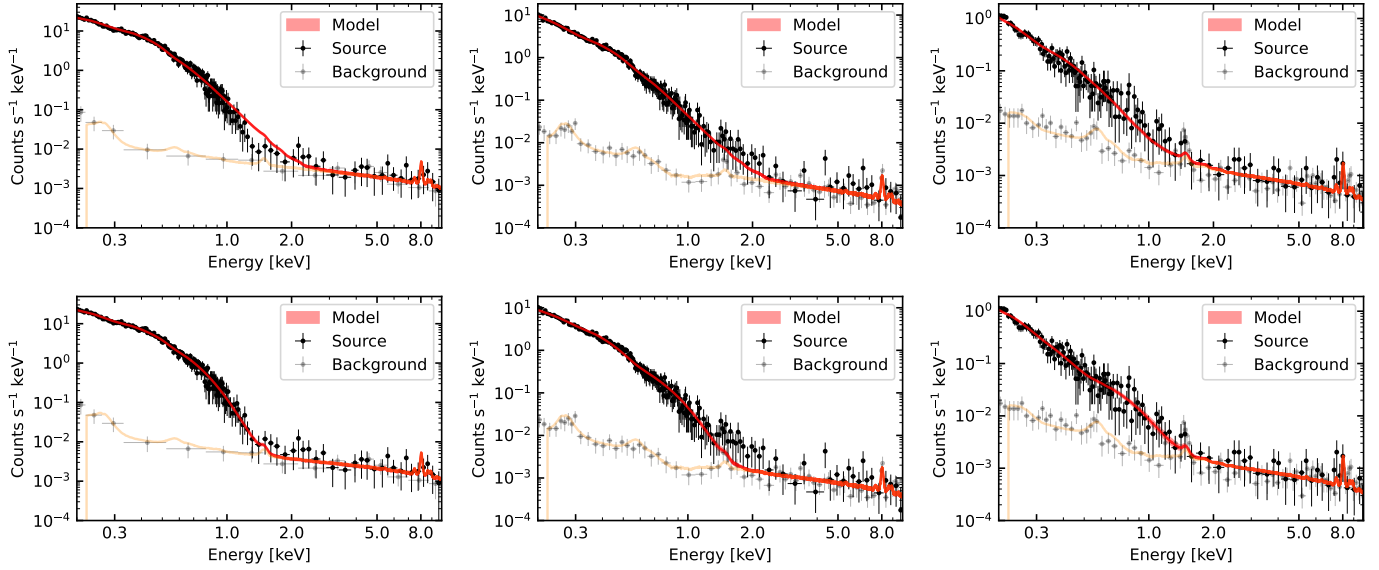 Counts s⁻¹ keV⁻¹
10¹
10⁰
10⁻¹
10⁻²
10⁻³
10⁻⁴
Model
Source
Background
0.3 1.0 2.0 5.0 8.0
Energy [keV]
Counts s⁻¹ keV⁻¹
10¹
10⁰
10⁻¹
10⁻²
10⁻³
10⁻⁴
Model
Source
Background
0.3 1.0 2.0 5.0 8.0
Energy [keV]
Counts s⁻¹ keV⁻¹
10⁰
10⁻¹
10⁻²
10⁻³
10⁻⁴
Model
Source
Background
0.3 1.0 2.0 5.0 8.0
Energy [keV]
Counts s⁻¹ keV⁻¹
10¹
10⁰
10⁻¹
10⁻²
10⁻³
10⁻⁴
Model
Source
Background
0.3 1.0 2.0 5.0 8.0
Energy [keV]
Counts s⁻¹ keV⁻¹
10¹
10⁰
10⁻¹
10⁻²
10⁻³
10⁻⁴
Model
Source
Background
0.3 1.0 2.0 5.0 8.0
Energy [keV]
Counts s⁻¹ keV⁻¹
10⁰
10⁻¹
10⁻²
10⁻³
10⁻⁴
Model
Source
Background
0.3 1.0 2.0 5.0 8.0
Energy [keV]